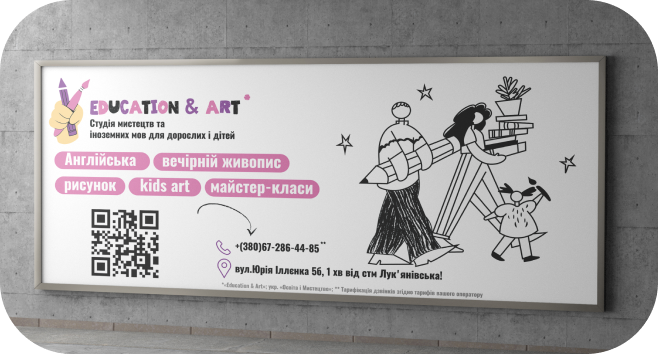 EDUCATION & ART*
Студія мистецтв та
іноземних мов для дорослих і дітей
Англійська вечірній живопис
рисунок kids art майстер-класи
+(380)67-286-44-85**
вул.Юрія Іллєнка 5б, 1 хв від стм Лук'янівська!
*«Education & Art»: укр. «Освіта і Мистецтво»; ** Тарифікація дзвінків згідно тарифів вашого оператору